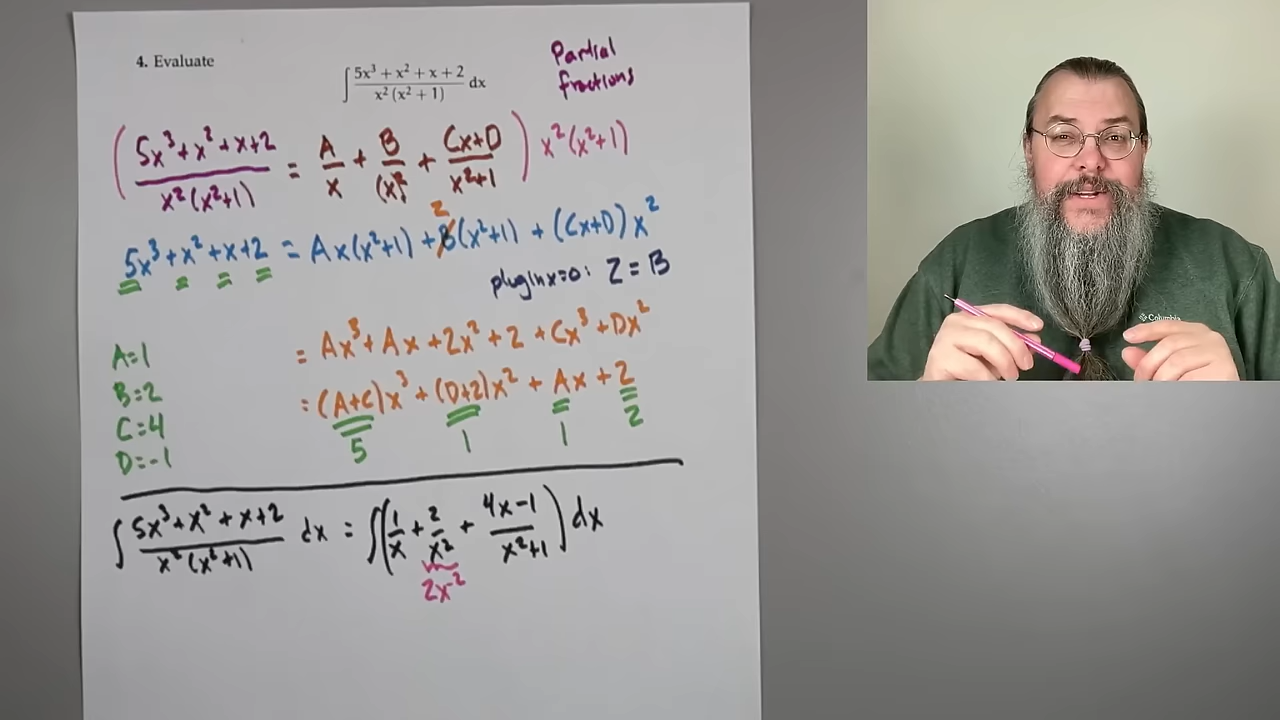 4. Evaluate
∫ (5x³ + x² + x + 2)/(x² (x² + 1)) dx
Partial
fractions
( (5x³+x²+x+2)/(x²(x²+1)) = A/x + B/(x)² + (Cx+D)/(x²+1) ) x²(x²+1)
2
5x³+x²+x+2 = Ax(x²+1) + B(x²+1) + (Cx+D)x²
plug in x=0: 2=B
= Ax³+Ax+2x²+2+Cx³+Dx²
= (A+C)x³+(D+2)x²+Ax+2
5 1 1 2
A=1
B=2
C=4
D=-1
∫ (5x³+x²+x+2)/(x²(x²+1)) dx = ∫(1/x + 2/x² + (4x-1)/(x²+1)) dx
2x⁻²
Columbia